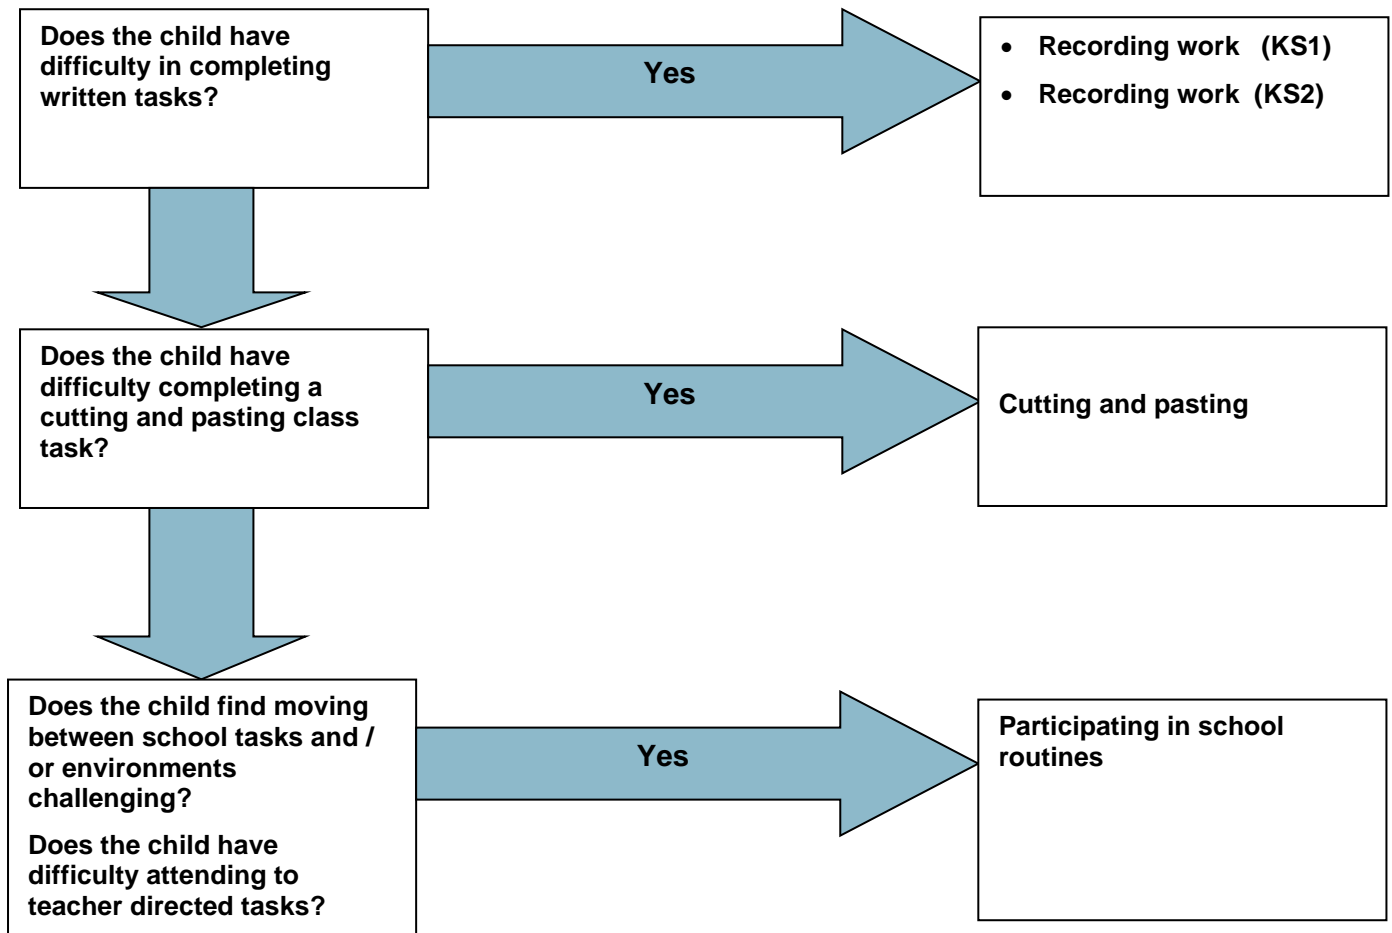 Does the child have
difficulty in completing
written tasks?
Yes
• Recording work (KS1)
• Recording work (KS2)
Does the child have
difficulty completing a
cutting and pasting class
task?
Yes
Cutting and pasting
Does the child find moving
between school tasks and /
or environments
challenging?
Does the child have
difficulty attending to
teacher directed tasks?
Yes
Participating in school
routines